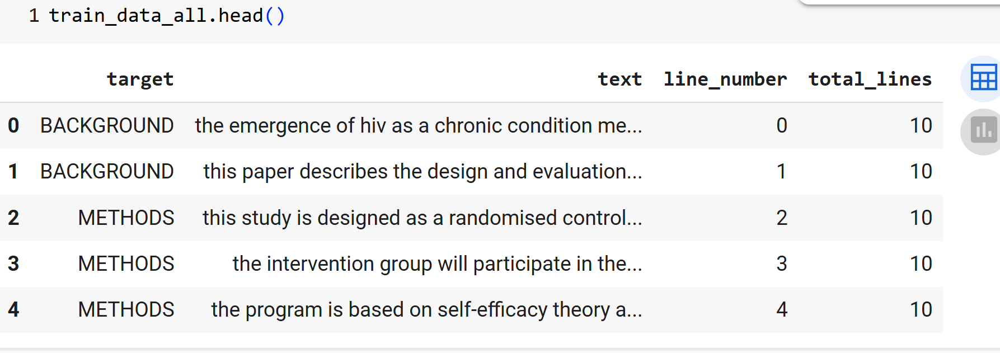 1 train_data_all.head()
target text line_number total_lines
0 BACKGROUND the emergence of hiv as a chronic condition me... 0 10
1 BACKGROUND this paper describes the design and evaluation... 1 10
2 METHODS this study is designed as a randomised control... 2 10
3 METHODS the intervention group will participate in the... 3 10
4 METHODS the program is based on self-efficacy theory a... 4 10